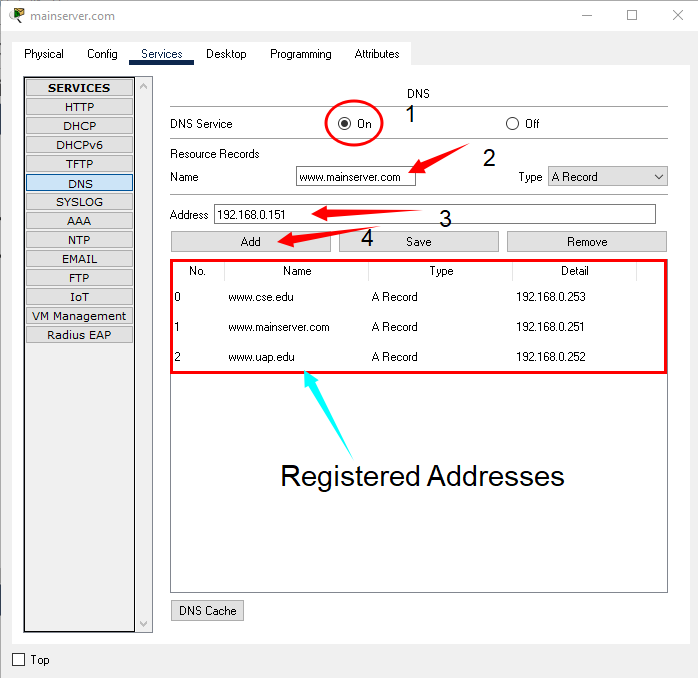 mainserver.com
Physical Config Services Desktop Programming Attributes
SERVICES
HTTP
DHCP
DHCPv6
TFTP
DNS
SYSLOG
AAA
NTP
EMAIL
FTP
IoT
VM Management
Radius EAP
DNS
DNS Service On 1 Off
Resource Records
2
Name www.mainserver.com Type A Record
Address 192.168.0.151 3
Add 4 Save Remove
No. Name Type Detail
0 www.cse.edu A Record 192.168.0.253
1 www.mainserver.com A Record 192.168.0.251
2 www.uap.edu A Record 192.168.0.252
Registered Addresses
DNS Cache
Top